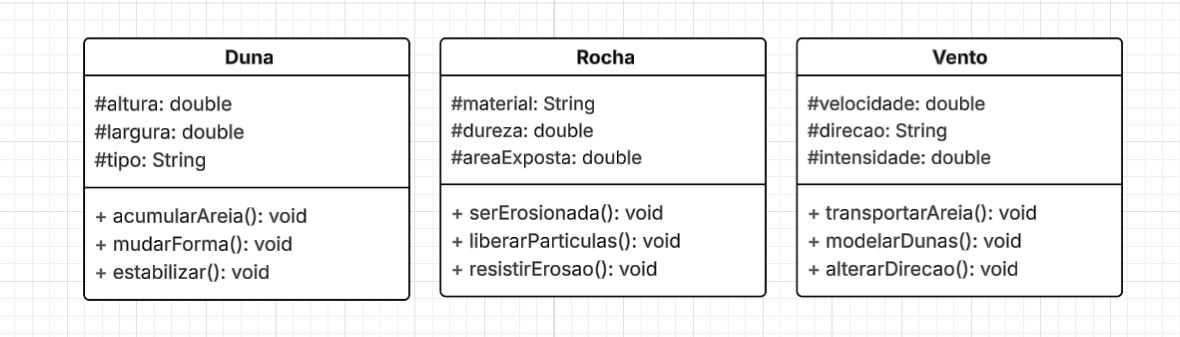 Duna
#altura: double
#largura: double
#tipo: String
+ acumularAreia(): void
+ mudarForma(): void
+ estabilizar(): void
Rocha
#material: String
#dureza: double
#areaExposta: double
+ serErosionada(): void
+ liberarParticulas(): void
+ resistirErosao(): void
Vento
#velocidade: double
#direcao: String
#intensidade: double
+ transportarAreia(): void
+ modelarDunas(): void
+ alterarDirecao(): void